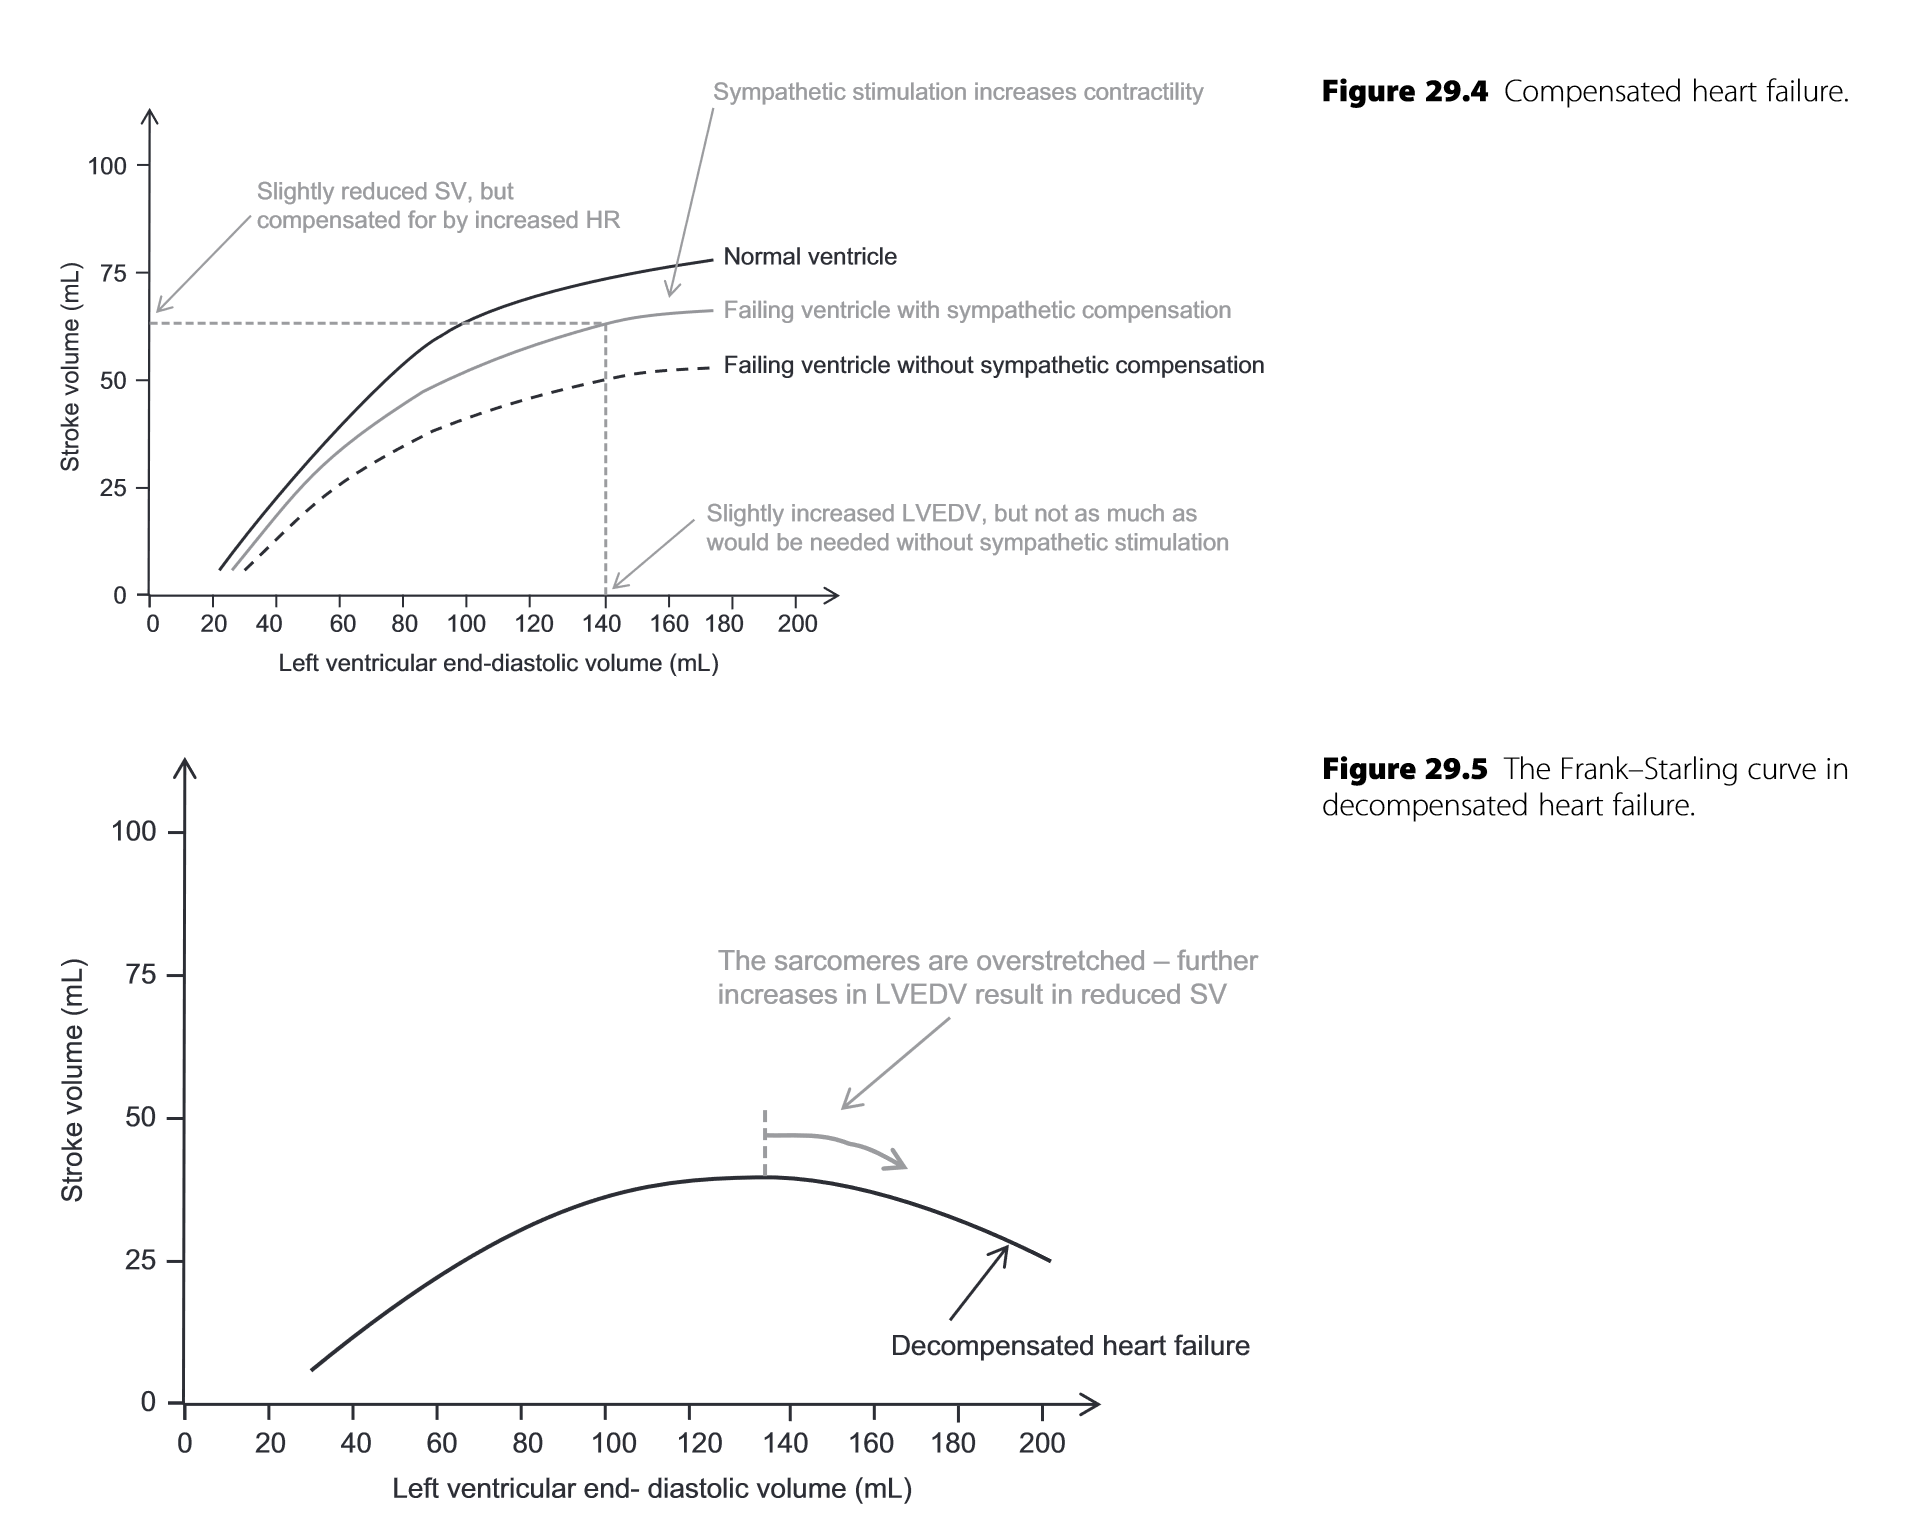 Figure 29.4 Compensated heart failure.
Sympathetic stimulation increases contractility
100
Slightly reduced SV, but
compensated for by increased HR
75
Normal ventricle
Failing ventricle with sympathetic compensation
50
Failing ventricle without sympathetic compensation
Stroke volume (mL)
25
Slightly increased LVEDV, but not as much as
would be needed without sympathetic stimulation
0
0 20 40 60 80 100 120 140 160 180 200
Left ventricular end-diastolic volume (mL)
Figure 29.5 The Frank–Starling curve in
decompensated heart failure.
100
The sarcomeres are overstretched – further
increases in LVEDV result in reduced SV
75
50
Stroke volume (mL)
25
Decompensated heart failure
0
0 20 40 60 80 100 120 140 160 180 200
Left ventricular end- diastolic volume (mL)